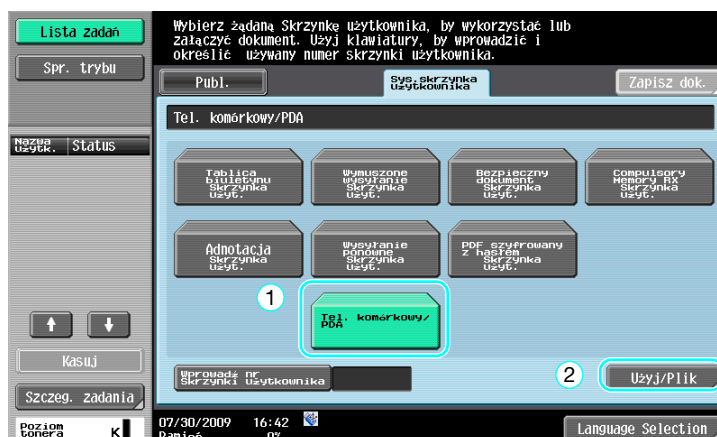 Lista zadań
Spr. trybu
Nazwa użytk.
Status
Kasuj
Szczeg. zadania
Poziom tonera
K
Wybierz żądaną Skrzynkę użytkownika, by wykorzystać lub
załączyć dokument. Użyj klawiatury, by wprowadzić i
określić używany numer skrzynki użytkownika.
Publ.
Sys.skrzynka
użytkownika
Zapisz dok.
Tel. komórkowy/PDA
Tablica
biuletynu
Skrzynka
użyt.
Wymuszone
wysyłanie
Skrzynka
użyt.
Bezpieczny
dokument
Skrzynka
użyt.
Compulsory
Memory RX
Skrzynka
użyt.
Adnotacja
Skrzynka
użyt.
Wysyłanie
ponowne
Skrzynka
użyt.
PDF szyfrowany
z hasłem
Skrzynka
użyt.
1
Tel. komórkowy/
PDA
Wprowadź nr
Skrzynki użytkownika
2
Użyj/Plik
07/30/2009 16:42
Pamięć 0%
Language Selection